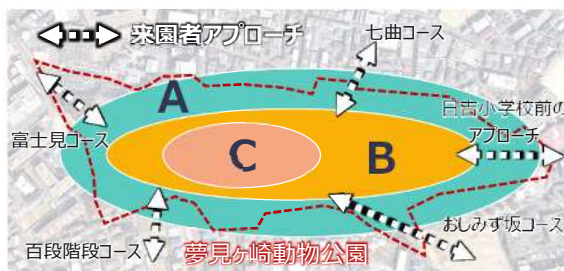 来園者アプローチ
七曲コース
A
日吉小学校前の
アプローチ
富士見コース
C
B
おしみず坂コース
百段階段コース
夢見ヶ崎動物公園